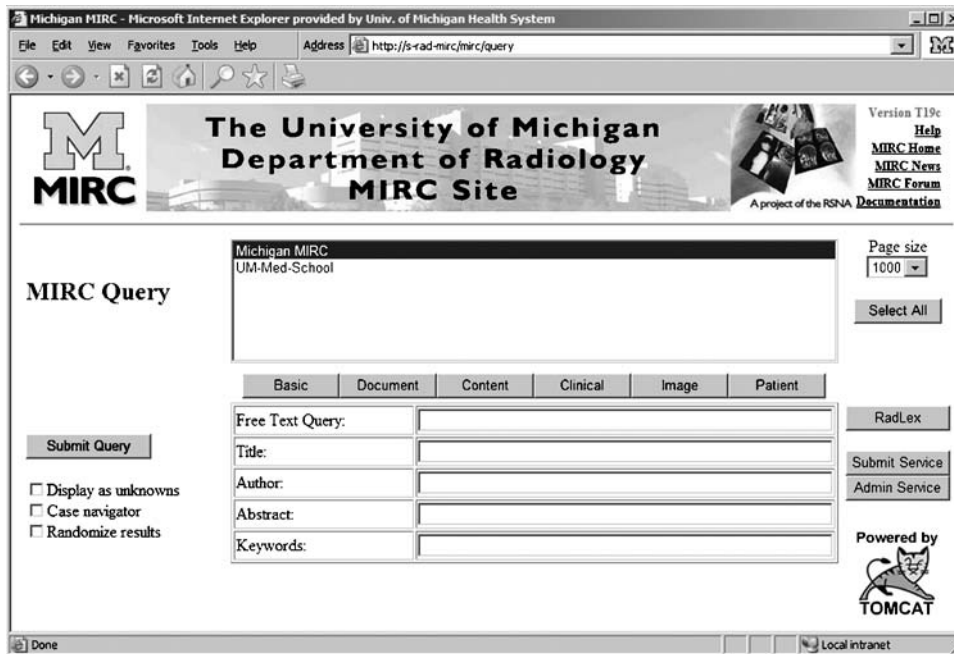 Michigan MIRC - Microsoft Internet Explorer provided by Univ. of Michigan Health System
File Edit View Favorites Tools Help Address http://s-rad-mirc/mirc/query
M
The University of Michigan
Department of Radiology
MIRC Site
M
MIRC
A project of the RSNA
Version T19c
Help
MIRC Home
MIRC News
MIRC Forum
Documentation
MIRC Query
Michigan MIRC
UM-Med-School
Page size
1000
Select All
Basic Document Content Clinical Image Patient
Free Text Query:
Title:
Author:
Abstract:
Keywords:
Submit Query
Display as unknowns
Case navigator
Randomize results
RadLex
Submit Service
Admin Service
Powered by
TOMCAT
Done Local intranet